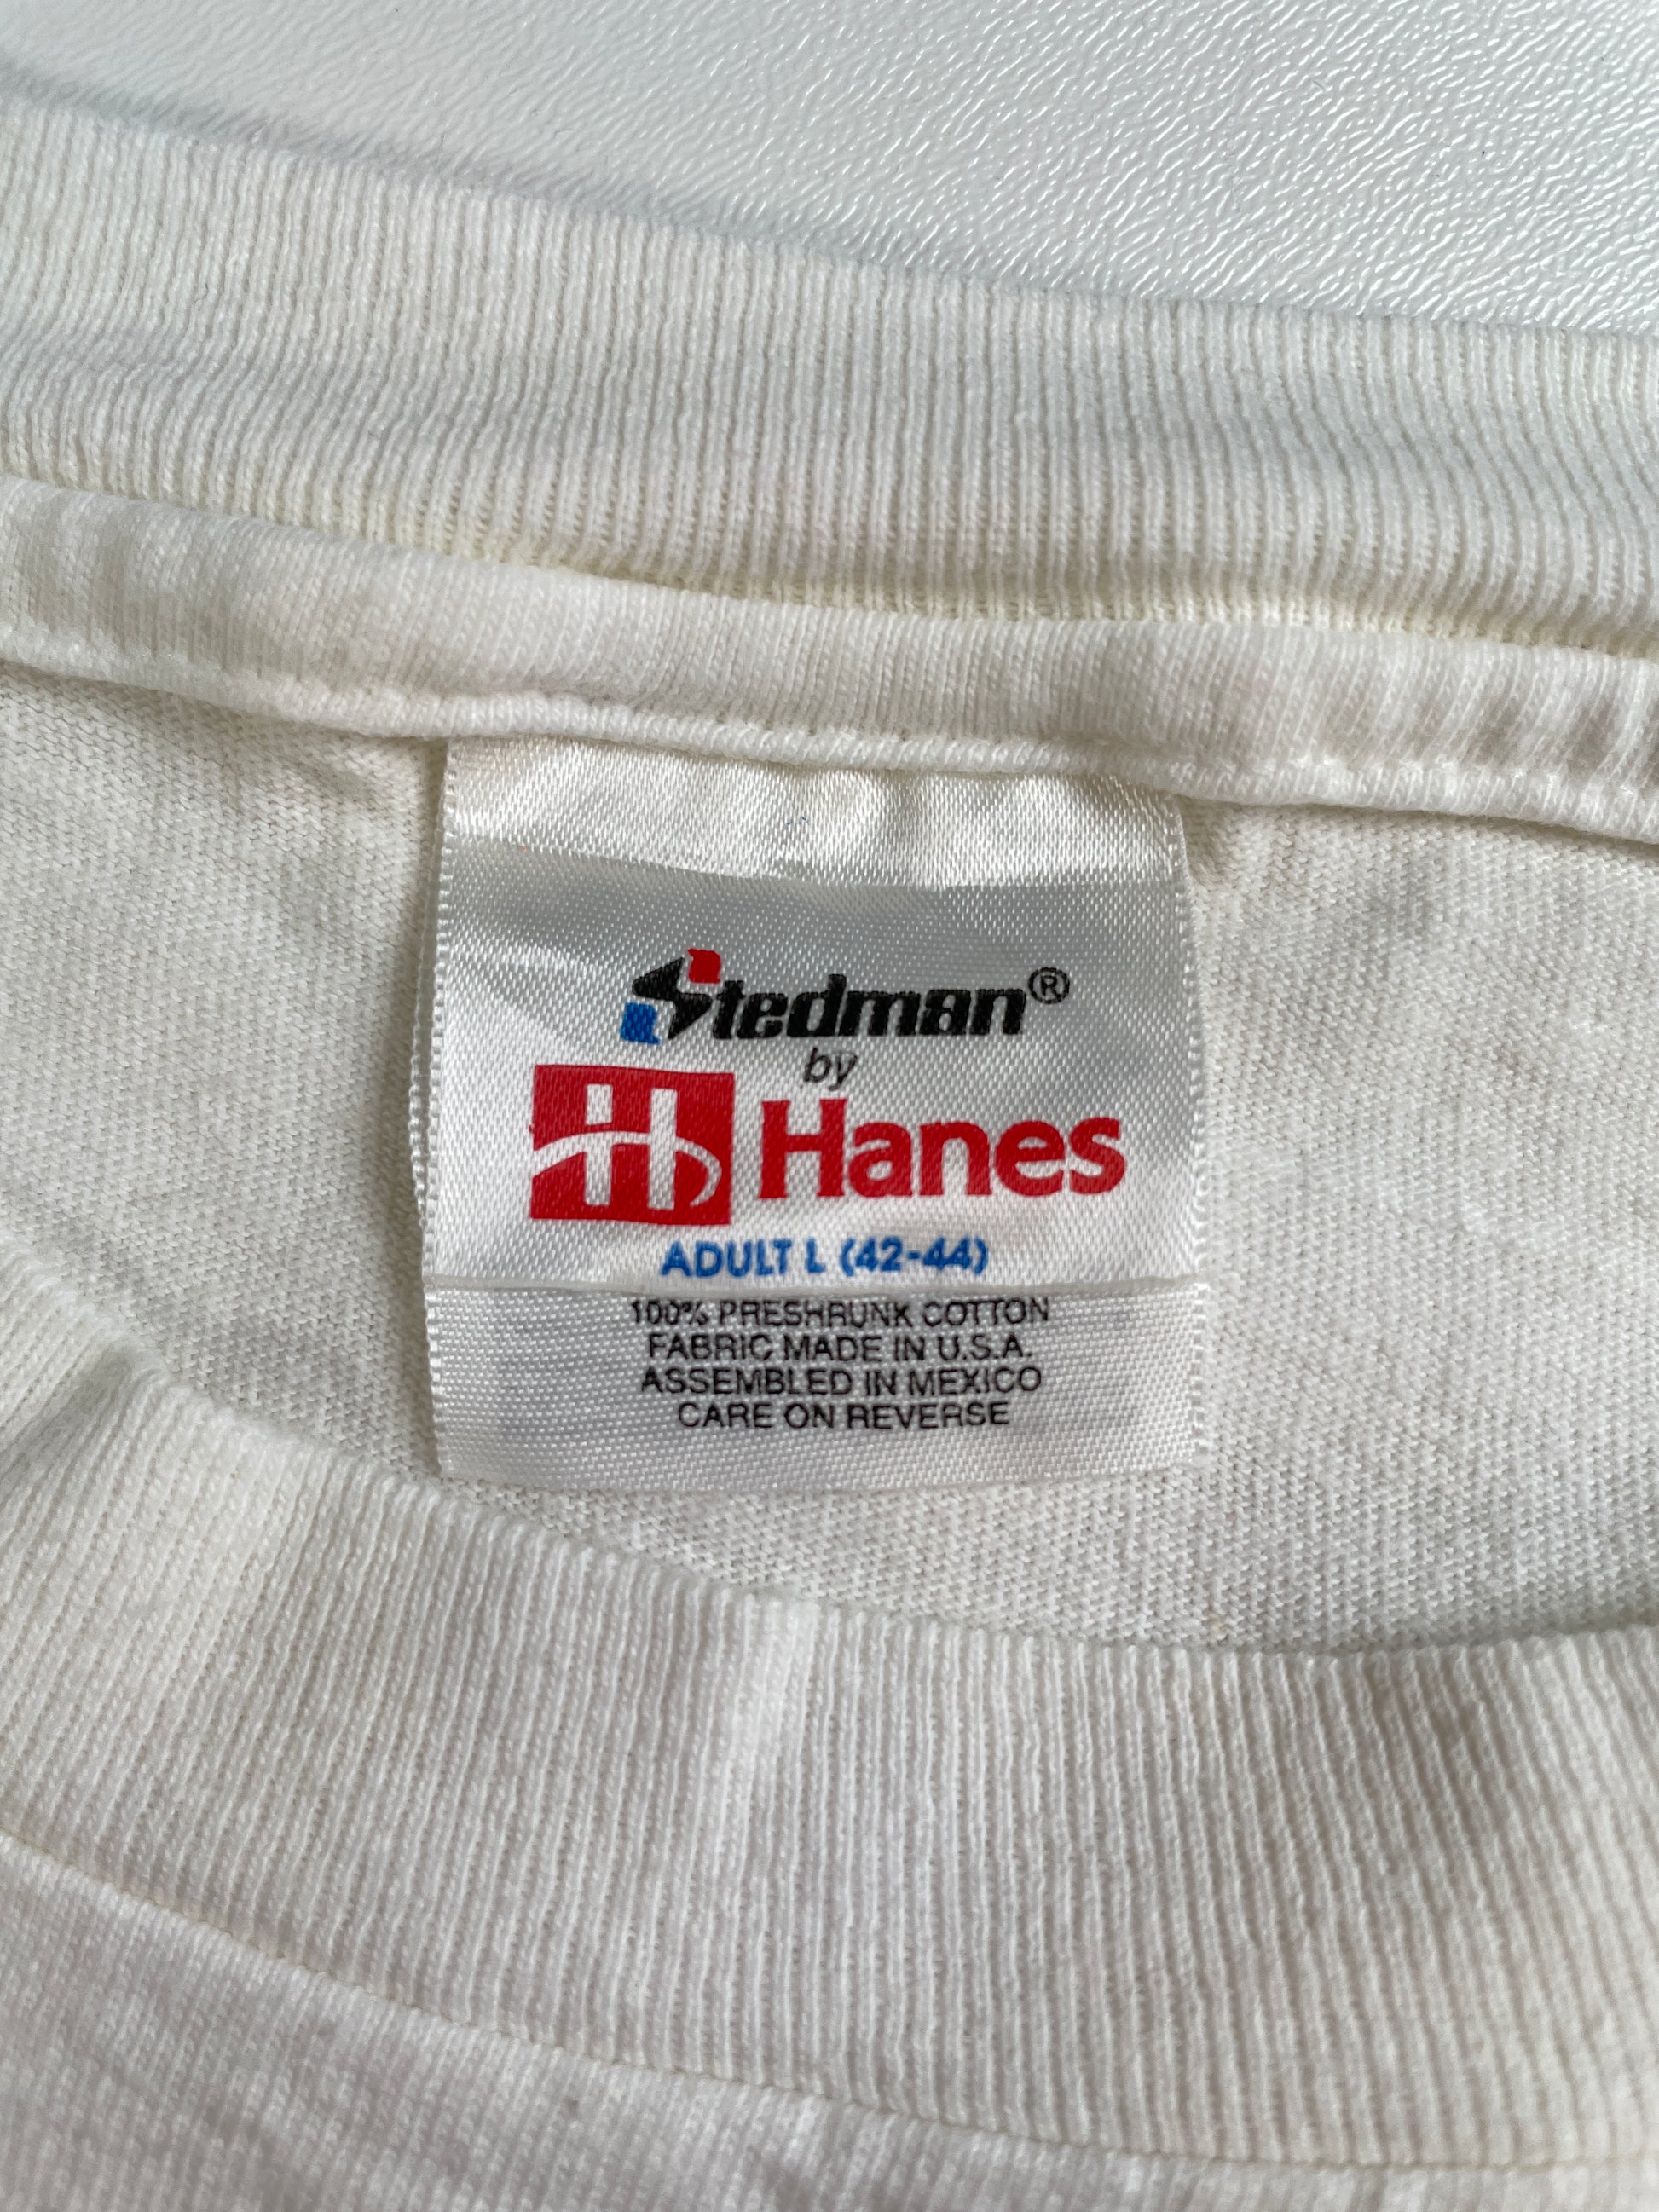 Stedman®
by
H Hanes
ADULT L (42-44)
100% PRESHRUNK COTTON
FABRIC MADE IN U.S.A.
ASSEMBLED IN MEXICO
CARE ON REVERSE